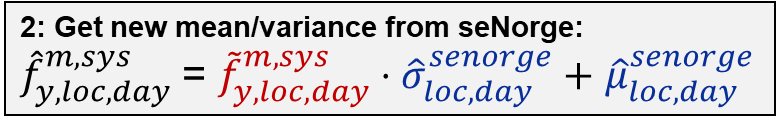 2: Get new mean/variance from seNorge:
f̂^{m,sys}_{y,loc,day} = f̃^{m,sys}_{y,loc,day} · σ̂^{senorge}_{loc,day} + μ̂^{senorge}_{loc,day}